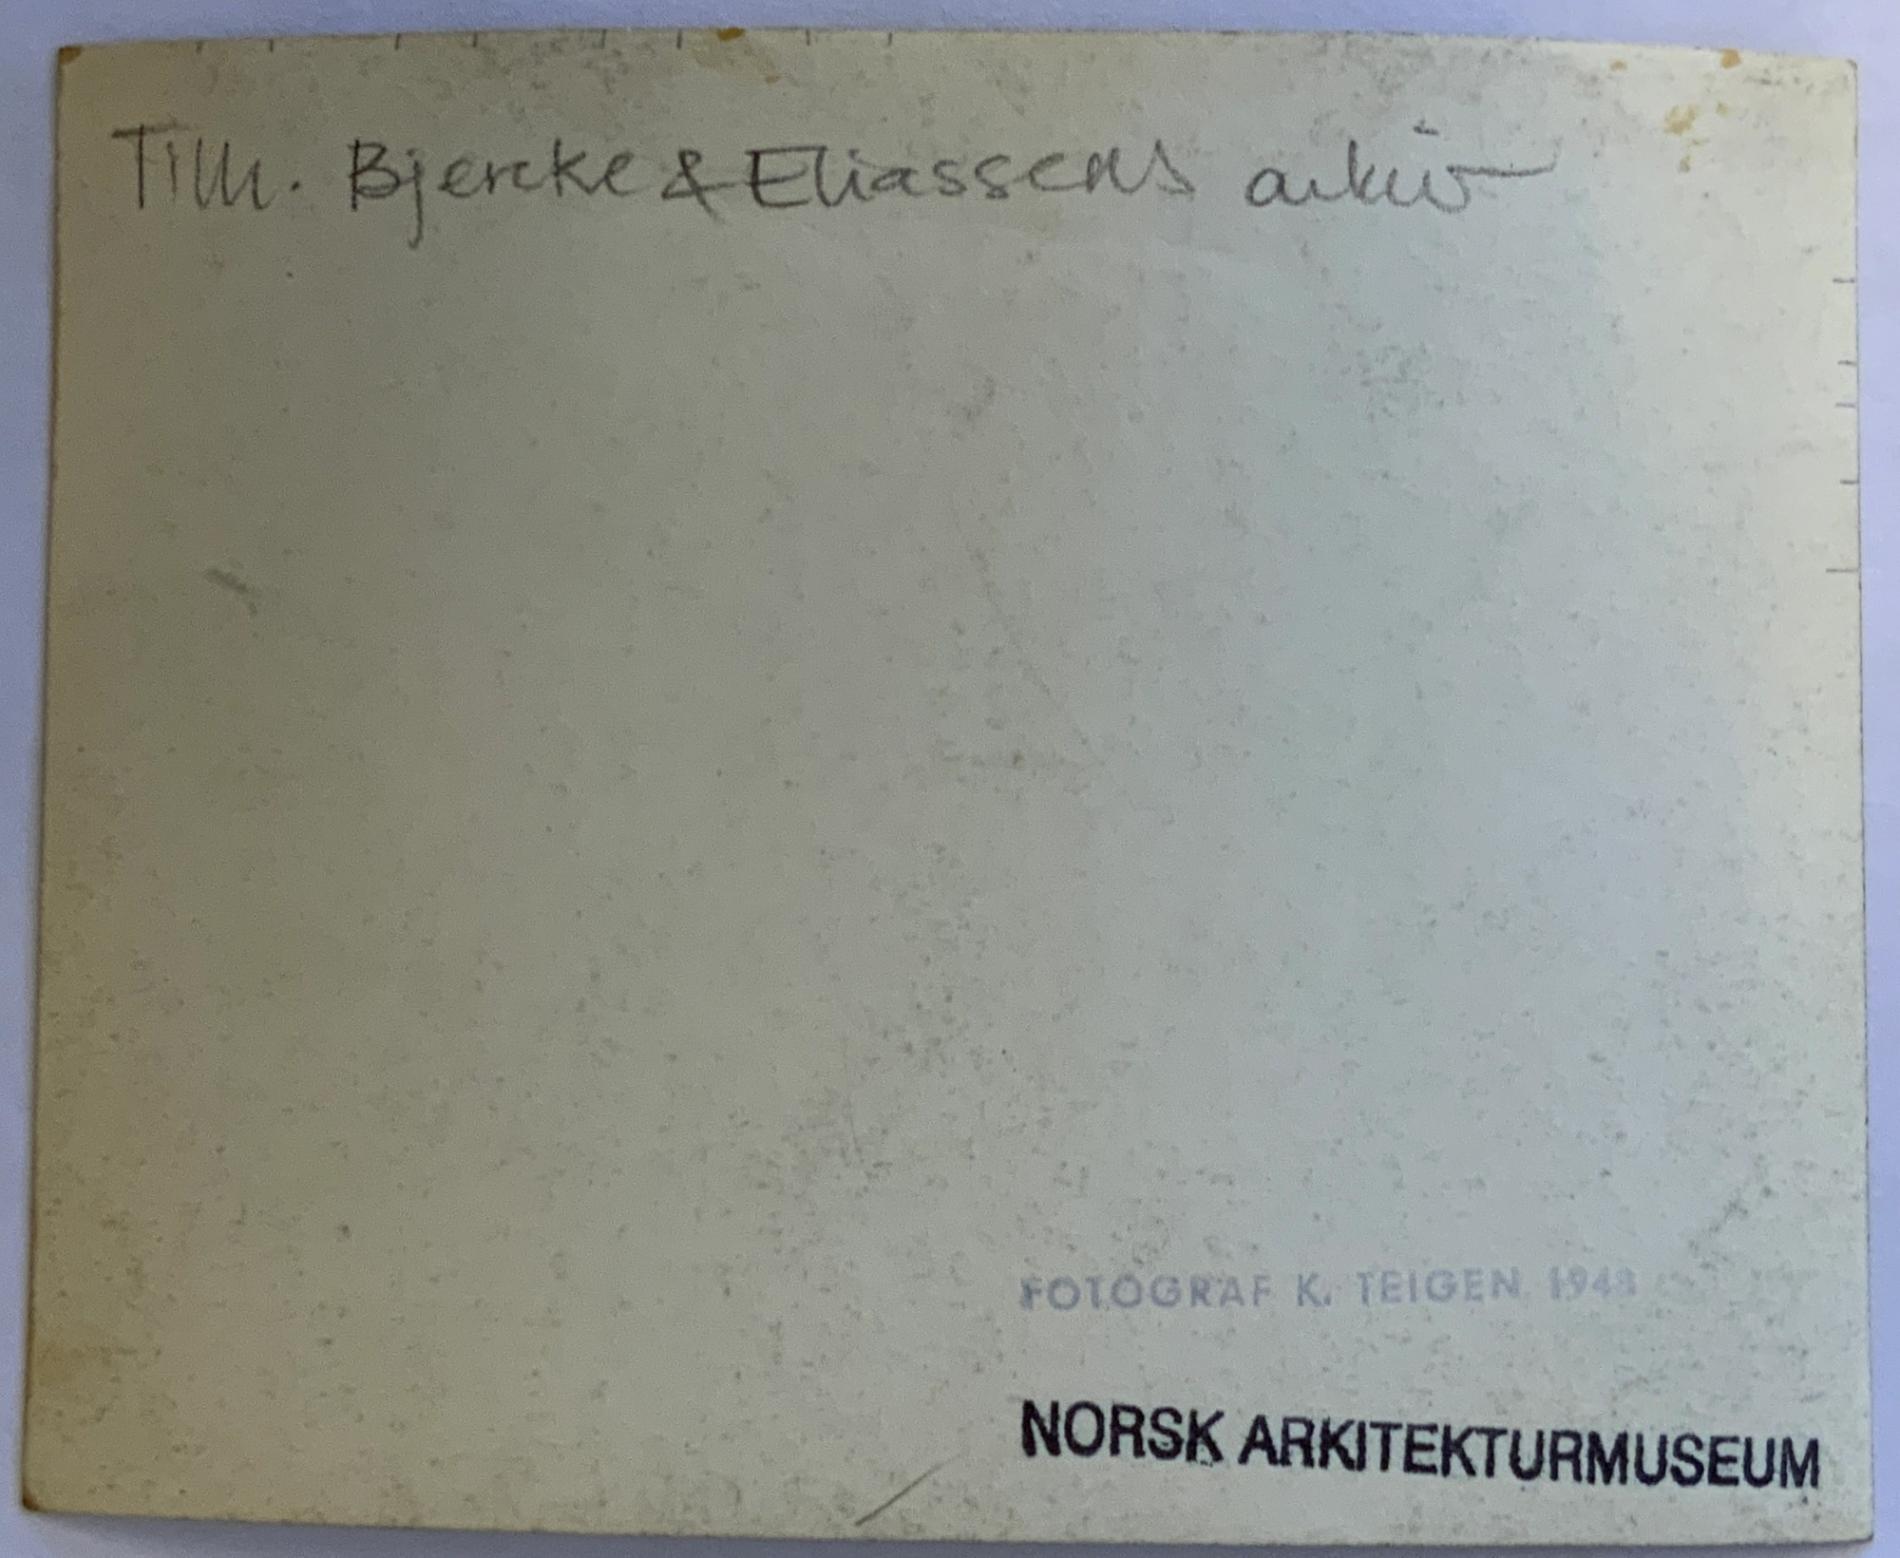 Tilh. Bjercke & Eliassens arkiv
FOTOGRAF K. TEIGEN 1948
NORSK ARKITEKTURMUSEUM